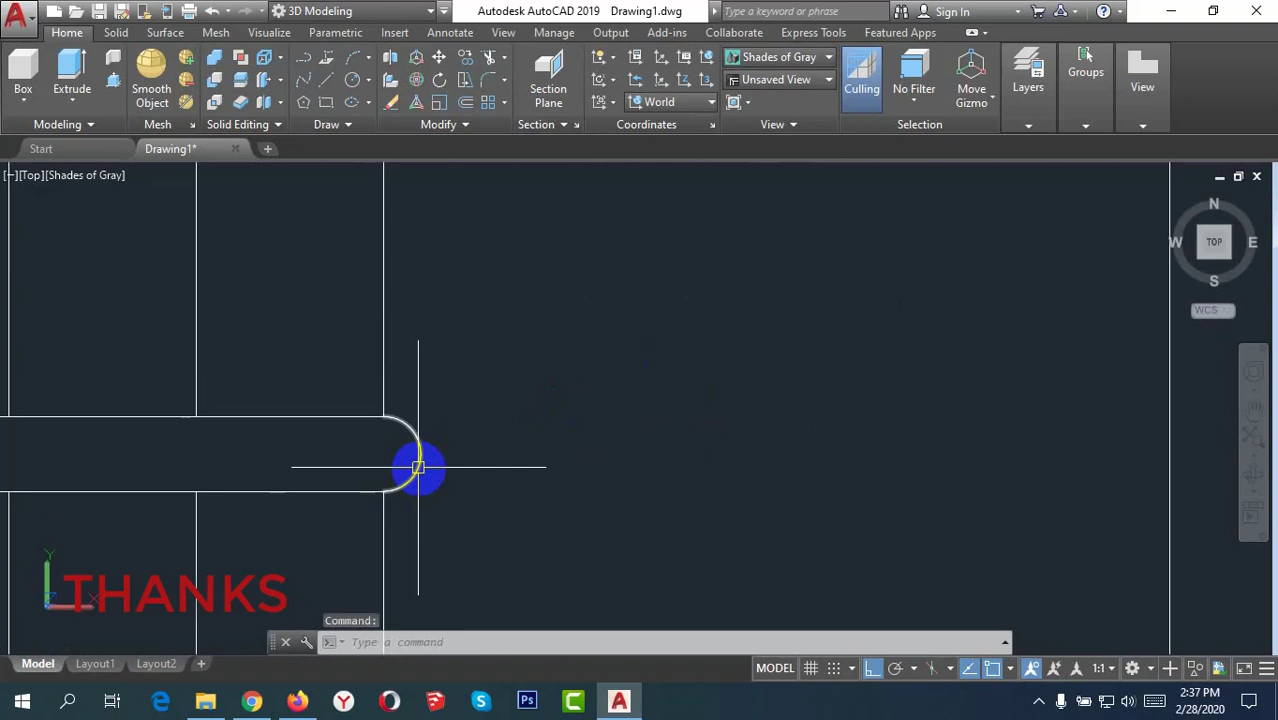 3D Modeling
Autodesk AutoCAD 2019 Drawing1.dwg
Type a keyword or phrase
Sign In
Home Solid Surface Mesh Visualize Parametric Insert Annotate View Manage Output Add-ins Collaborate Express Tools Featured Apps
Box
Extrude
Smooth
Object
Section
Plane
World
Shades of Gray
Unsaved View
Culling
No Filter
Move
Gizmo
Layers
Groups
View
Modeling
Mesh
Solid Editing
Draw
Modify
Section
Coordinates
View
Selection
Start
Drawing1*
[−][Top][Shades of Gray]
N
W
TOP
E
S
WCS
Y
X
THANKS
Command:
Type a command
Model Layout1 Layout2
MODEL
1:1
2:37 PM
2/28/2020